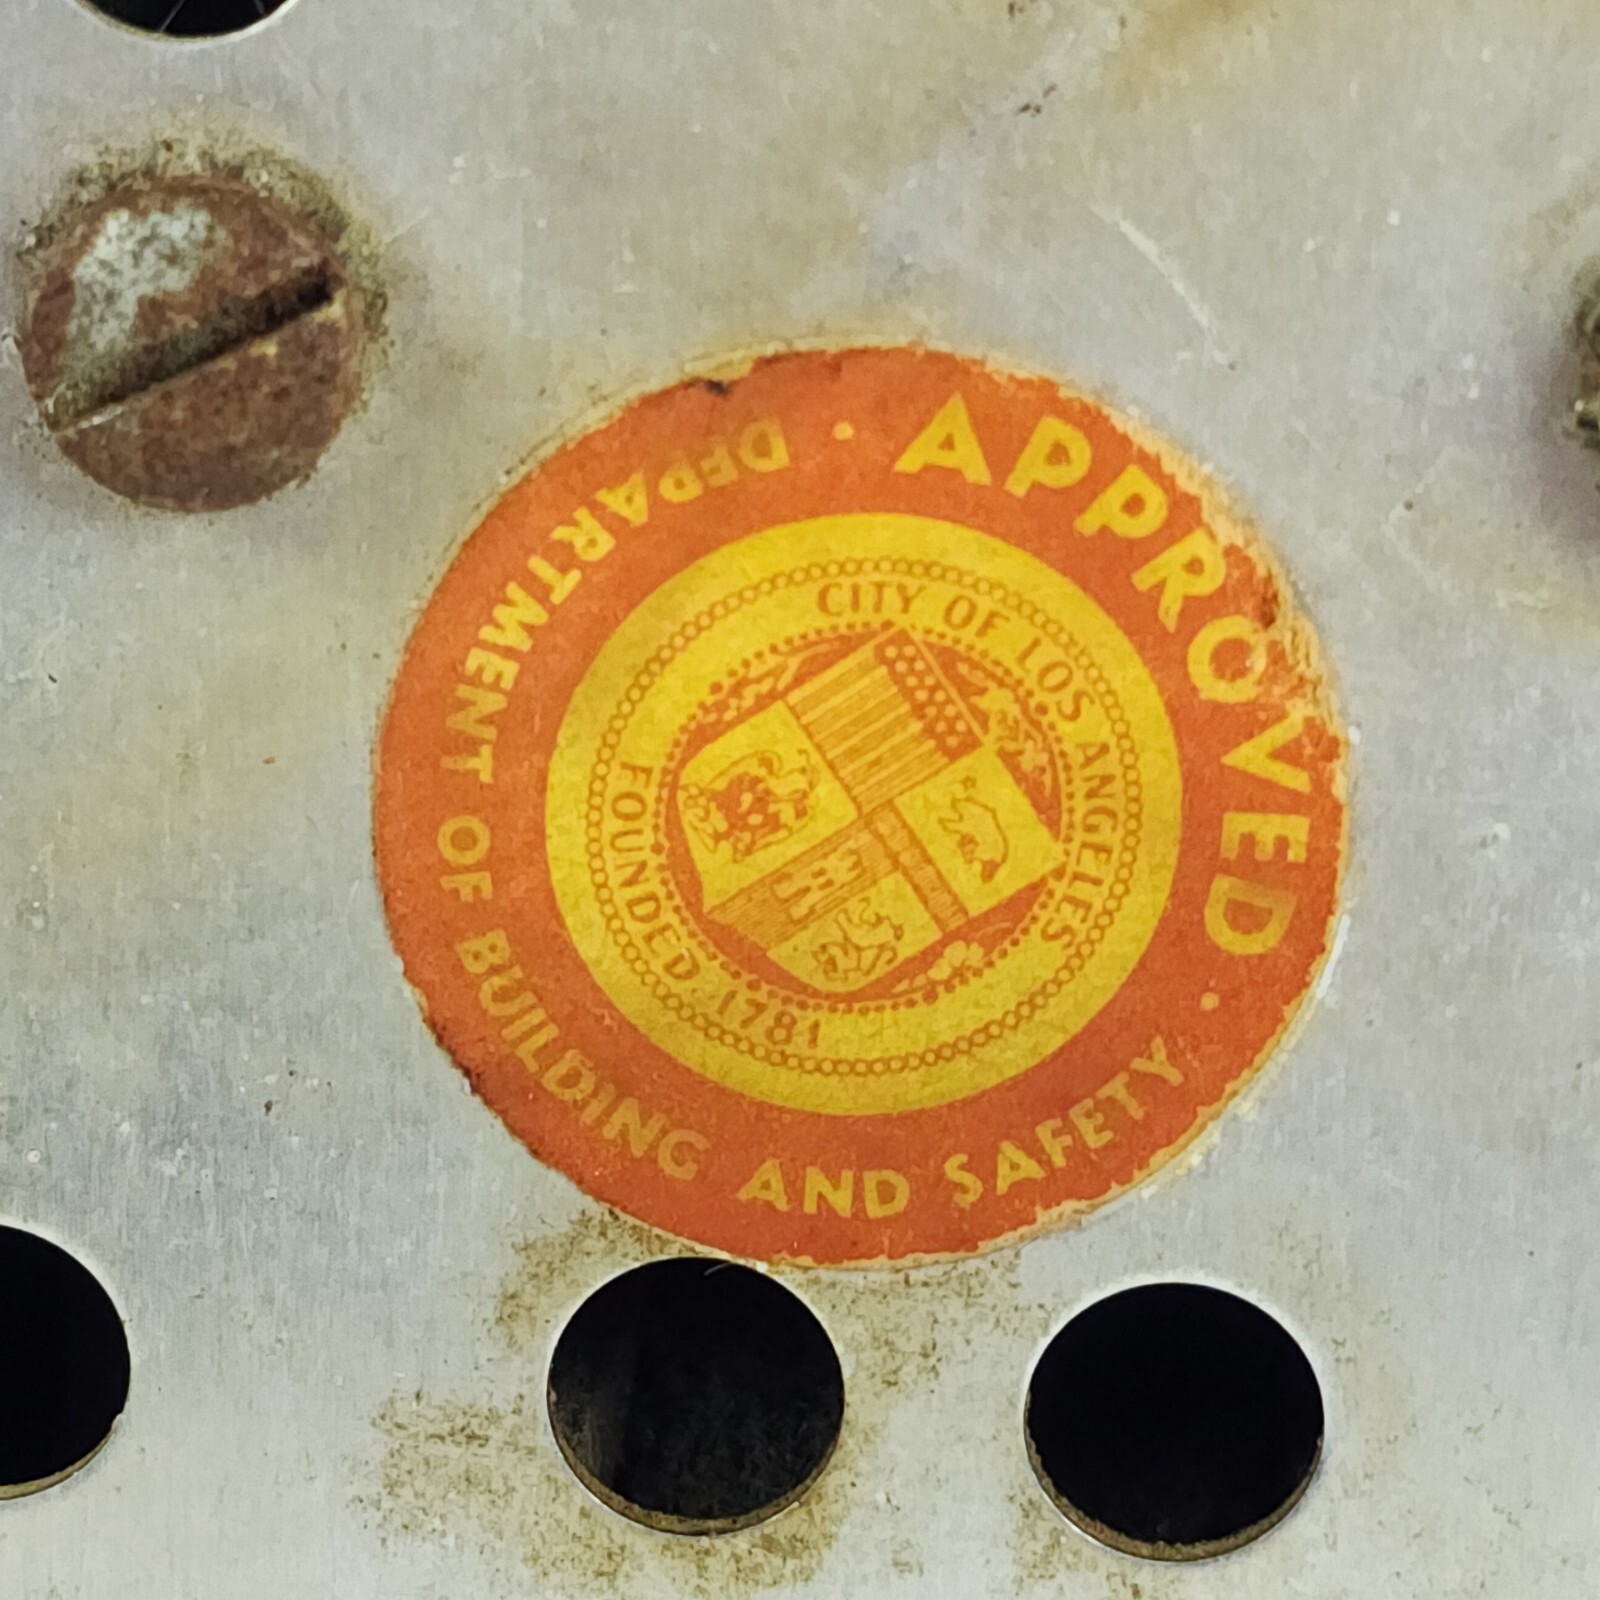 APPROVED
DEPARTMENT OF BUILDING AND SAFETY
CITY OF LOS ANGELES
FOUNDED 1781